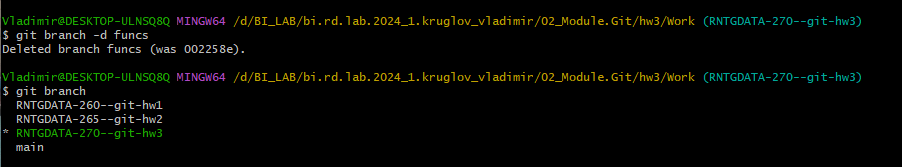 Vladimir@DESKTOP-ULNSQ8Q MINGW64 /d/BI_LAB/bi.rd.lab.2024_1.kruglov_vladimir/02_Module.Git/hw3/Work (RNTGDATA-270--git-hw3)
$ git branch -d funcs
Deleted branch funcs (was 002258e).
Vladimir@DESKTOP-ULNSQ8Q MINGW64 /d/BI_LAB/bi.rd.lab.2024_1.kruglov_vladimir/02_Module.Git/hw3/Work (RNTGDATA-270--git-hw3)
$ git branch
RNTGDATA-260--git-hw1
RNTGDATA-265--git-hw2
* RNTGDATA-270--git-hw3
main